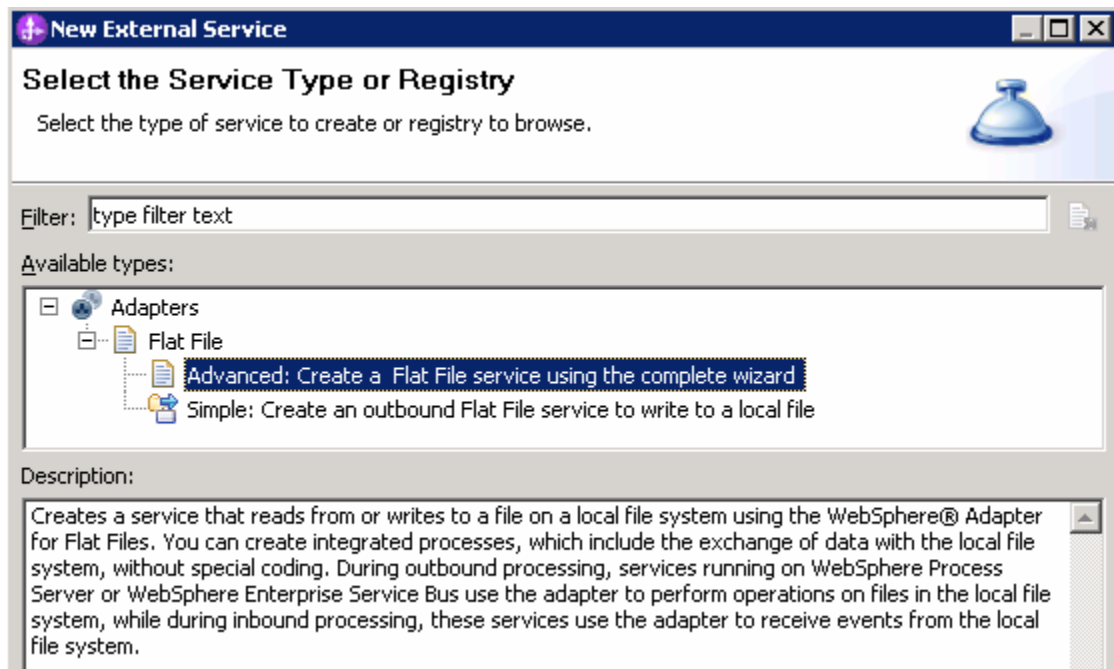 New External Service
Select the Service Type or Registry
Select the type of service to create or registry to browse.
Filter: type filter text
Available types:
Adapters
Flat File
Advanced: Create a  Flat File service using the complete wizard
Simple: Create an outbound Flat File service to write to a local file
Description:
Creates a service that reads from or writes to a file on a local file system using the WebSphere® Adapter
for Flat Files. You can create integrated processes, which include the exchange of data with the local file
system, without special coding. During outbound processing, services running on WebSphere Process
Server or WebSphere Enterprise Service Bus use the adapter to perform operations on files in the local file
system, while during inbound processing, these services use the adapter to receive events from the local
file system.